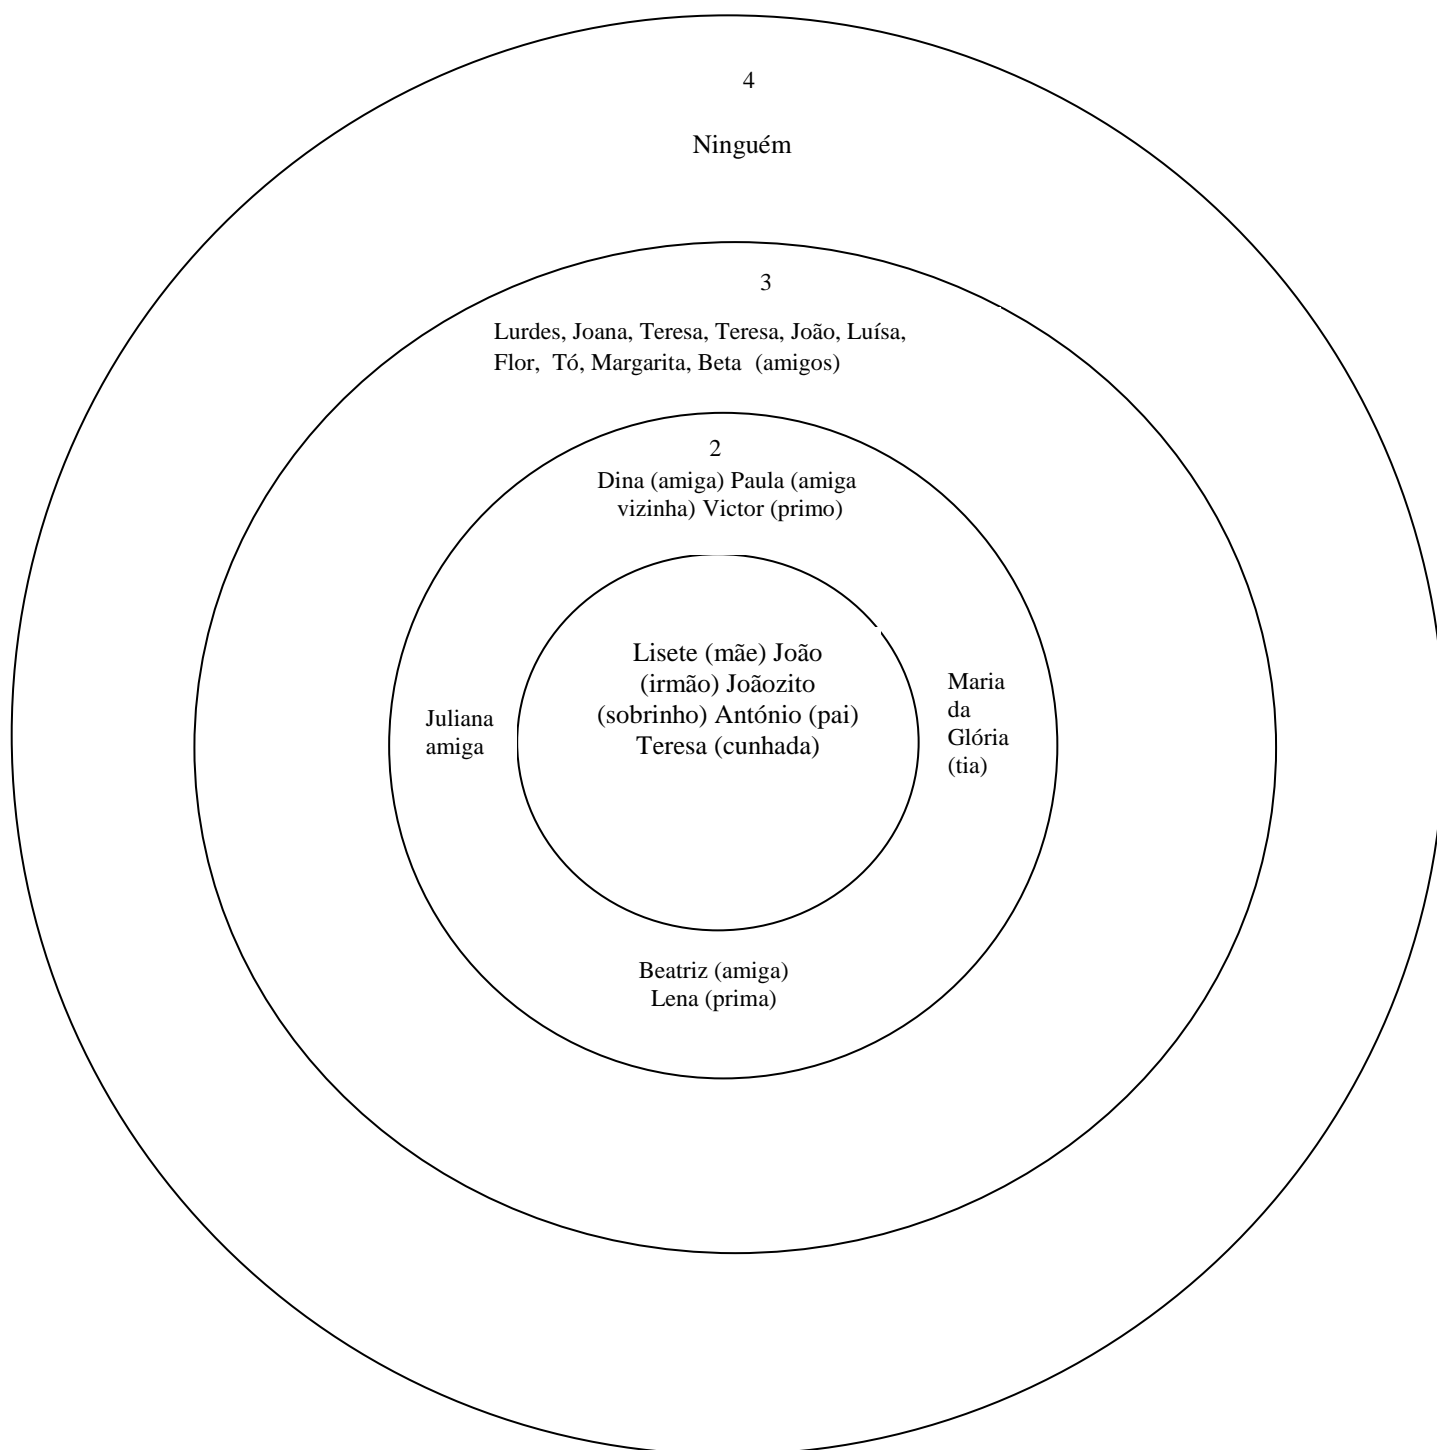 4
Ninguém
3
Lurdes, Joana, Teresa, Teresa, João, Luísa,
Flor, Tó, Margarita, Beta (amigos)
2
Dina (amiga) Paula (amiga
vizinha) Victor (primo)
Lisete (mãe) João
(irmão) Joãozito
(sobrinho) António (pai)
Teresa (cunhada)
Juliana
amiga
Maria
da
Glória
(tia)
Beatriz (amiga)
Lena (prima)